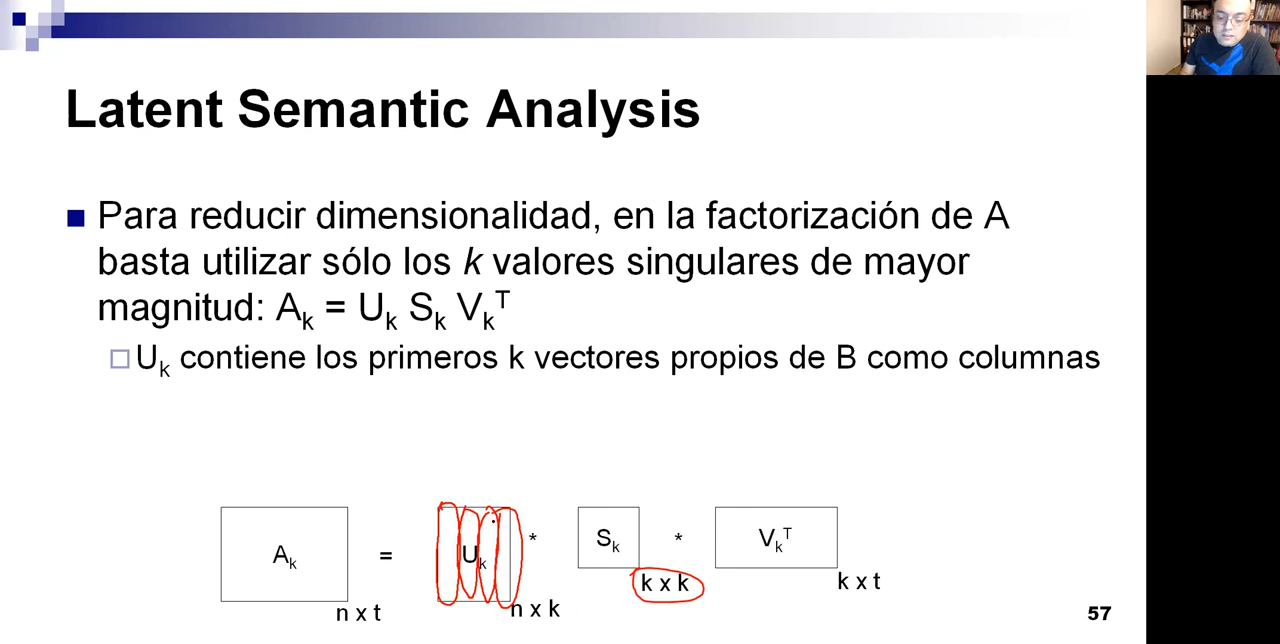 Latent Semantic Analysis
Para reducir dimensionalidad, en la factorización de A
basta utilizar sólo los k valores singulares de mayor
magnitud: Ak = Uk Sk VkT
Uk contiene los primeros k vectores propios de B como columnas
Ak = Uk * Sk * VkT
n x t n x k k x k k x t
57